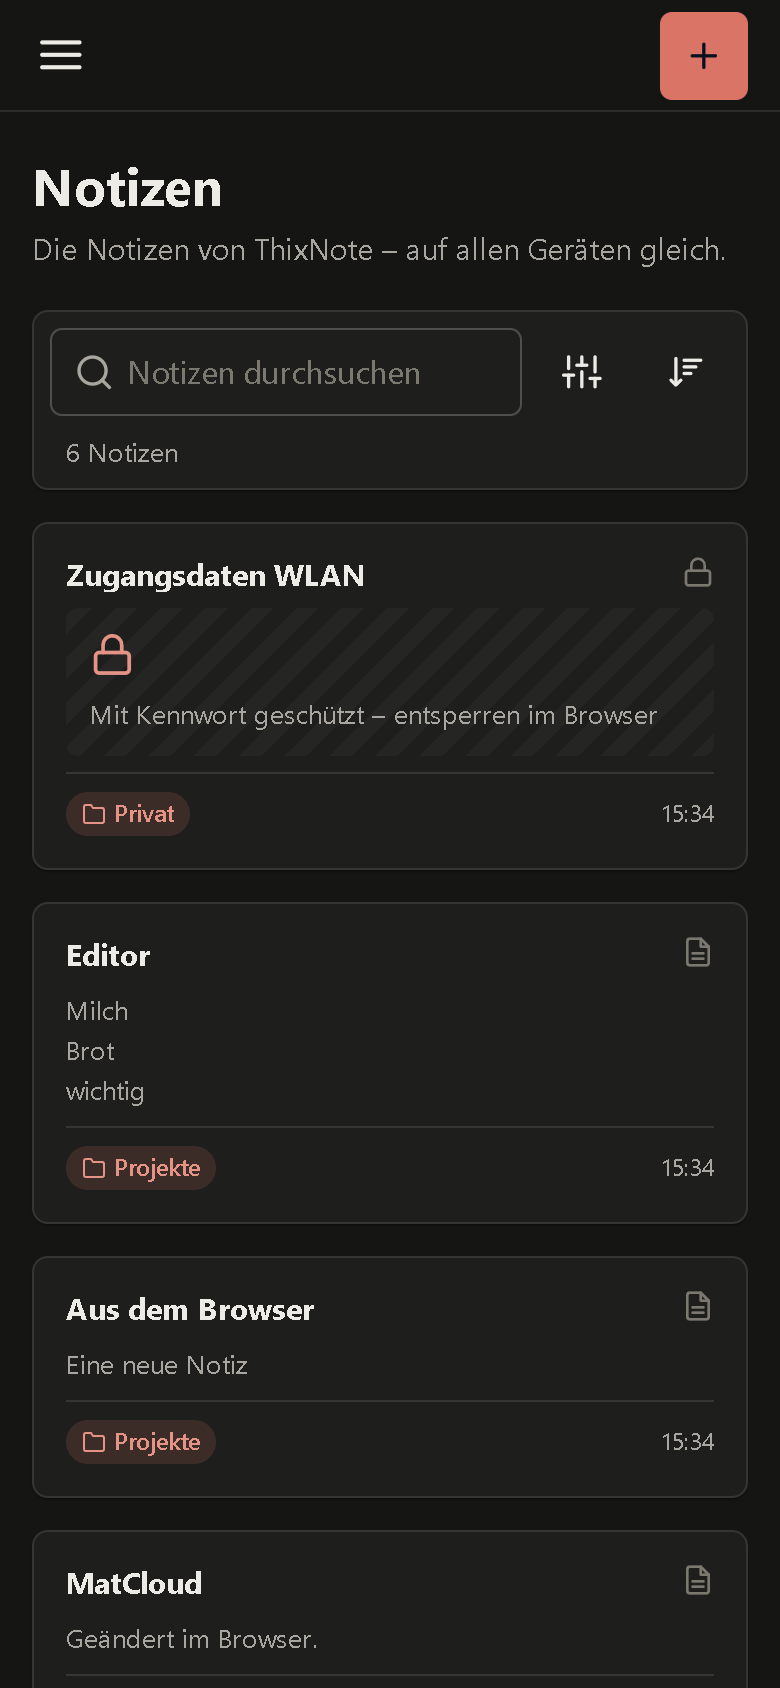 Notizen
Die Notizen von ThixNote – auf allen Geräten gleich.
Notizen durchsuchen
6 Notizen
Zugangsdaten WLAN
Mit Kennwort geschützt – entsperren im Browser
Privat
15:34
Editor
Milch
Brot
wichtig
Projekte
15:34
Aus dem Browser
Eine neue Notiz
Projekte
15:34
MatCloud
Geändert im Browser.